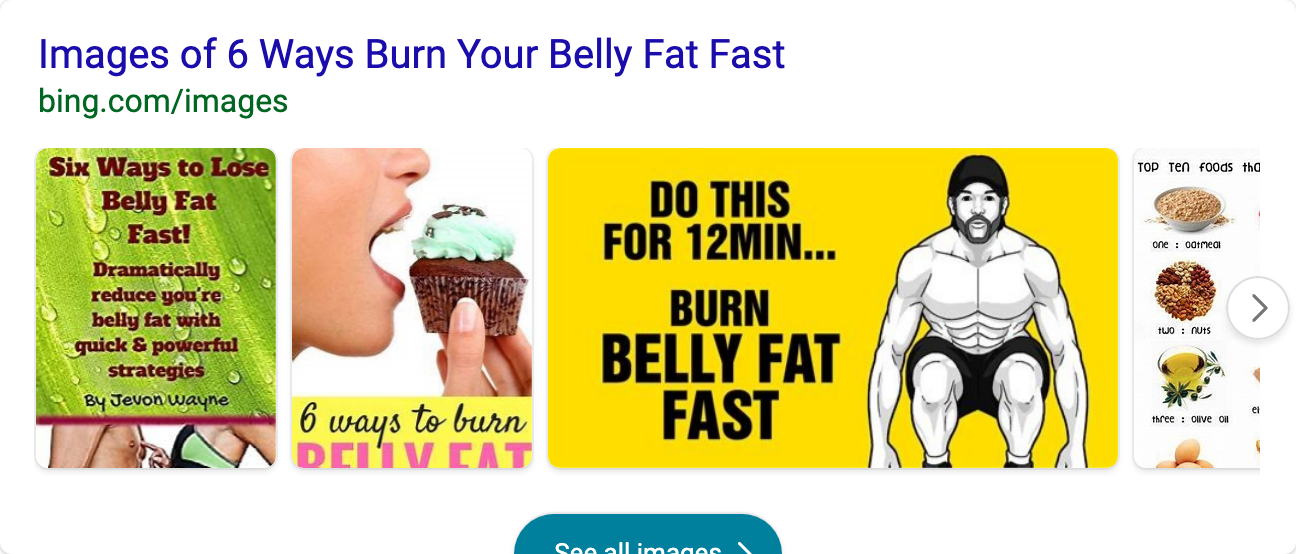 Images of 6 Ways Burn Your Belly Fat Fast
bing.com/images
Six Ways to Lose
Belly Fat
Fast!
Dramatically
reduce you're
belly fat with
quick & powerful
strategies
By Jevon Wayne
6 ways to burn
BELLY FAT
DO THIS
FOR 12MIN...
BURN
BELLY FAT
FAST
TOP Ten foods tha
one : oatmeal
two : nuts
three : olive oil
See all images